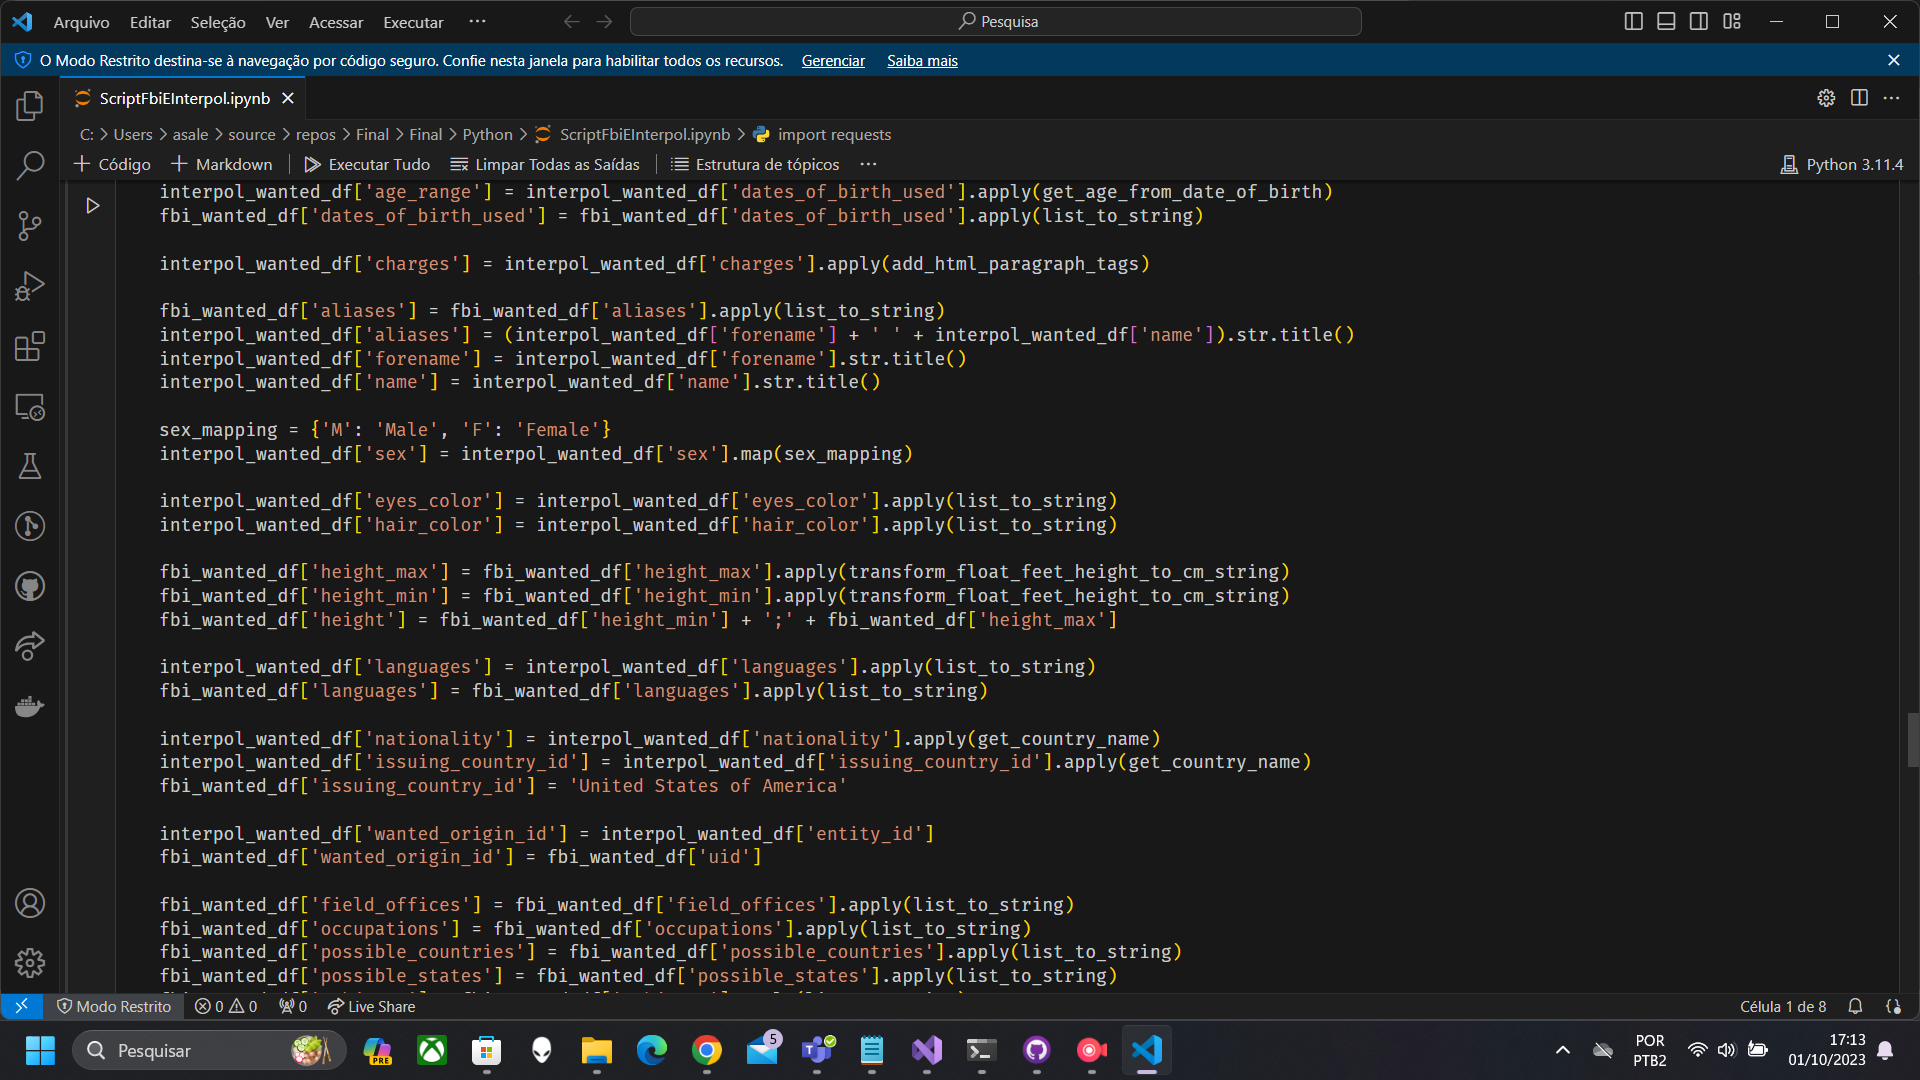 Arquivo Editar Seleção Ver Acessar Executar ··· Pesquisa
O Modo Restrito destina-se à navegação por código seguro. Confie nesta janela para habilitar todos os recursos. Gerenciar Saiba mais
ScriptFbiEInterpol.ipynb
C: > Users > asale > source > repos > Final > Final > Python > ScriptFbiEInterpol.ipynb > import requests
+ Código + Markdown Executar Tudo Limpar Todas as Saídas Estrutura de tópicos ··· Python 3.11.4
interpol_wanted_df['age_range'] = interpol_wanted_df['dates_of_birth_used'].apply(get_age_from_date_of_birth)
fbi_wanted_df['dates_of_birth_used'] = fbi_wanted_df['dates_of_birth_used'].apply(list_to_string)
interpol_wanted_df['charges'] = interpol_wanted_df['charges'].apply(add_html_paragraph_tags)
fbi_wanted_df['aliases'] = fbi_wanted_df['aliases'].apply(list_to_string)
interpol_wanted_df['aliases'] = (interpol_wanted_df['forename'] + ' ' + interpol_wanted_df['name']).str.title()
interpol_wanted_df['forename'] = interpol_wanted_df['forename'].str.title()
interpol_wanted_df['name'] = interpol_wanted_df['name'].str.title()
sex_mapping = {'M': 'Male', 'F': 'Female'}
interpol_wanted_df['sex'] = interpol_wanted_df['sex'].map(sex_mapping)
interpol_wanted_df['eyes_color'] = interpol_wanted_df['eyes_color'].apply(list_to_string)
interpol_wanted_df['hair_color'] = interpol_wanted_df['hair_color'].apply(list_to_string)
fbi_wanted_df['height_max'] = fbi_wanted_df['height_max'].apply(transform_float_feet_height_to_cm_string)
fbi_wanted_df['height_min'] = fbi_wanted_df['height_min'].apply(transform_float_feet_height_to_cm_string)
fbi_wanted_df['height'] = fbi_wanted_df['height_min'] + ';' + fbi_wanted_df['height_max']
interpol_wanted_df['languages'] = interpol_wanted_df['languages'].apply(list_to_string)
fbi_wanted_df['languages'] = fbi_wanted_df['languages'].apply(list_to_string)
interpol_wanted_df['nationality'] = interpol_wanted_df['nationality'].apply(get_country_name)
interpol_wanted_df['issuing_country_id'] = interpol_wanted_df['issuing_country_id'].apply(get_country_name)
fbi_wanted_df['issuing_country_id'] = 'United States of America'
interpol_wanted_df['wanted_origin_id'] = interpol_wanted_df['entity_id']
fbi_wanted_df['wanted_origin_id'] = fbi_wanted_df['uid']
fbi_wanted_df['field_offices'] = fbi_wanted_df['field_offices'].apply(list_to_string)
fbi_wanted_df['occupations'] = fbi_wanted_df['occupations'].apply(list_to_string)
fbi_wanted_df['possible_countries'] = fbi_wanted_df['possible_countries'].apply(list_to_string)
fbi_wanted_df['possible_states'] = fbi_wanted_df['possible_states'].apply(list_to_string)
Modo Restrito 0 0 0 Live Share Célula 1 de 8
Pesquisar PRE 5 POR 17:13
PTB2 01/10/2023